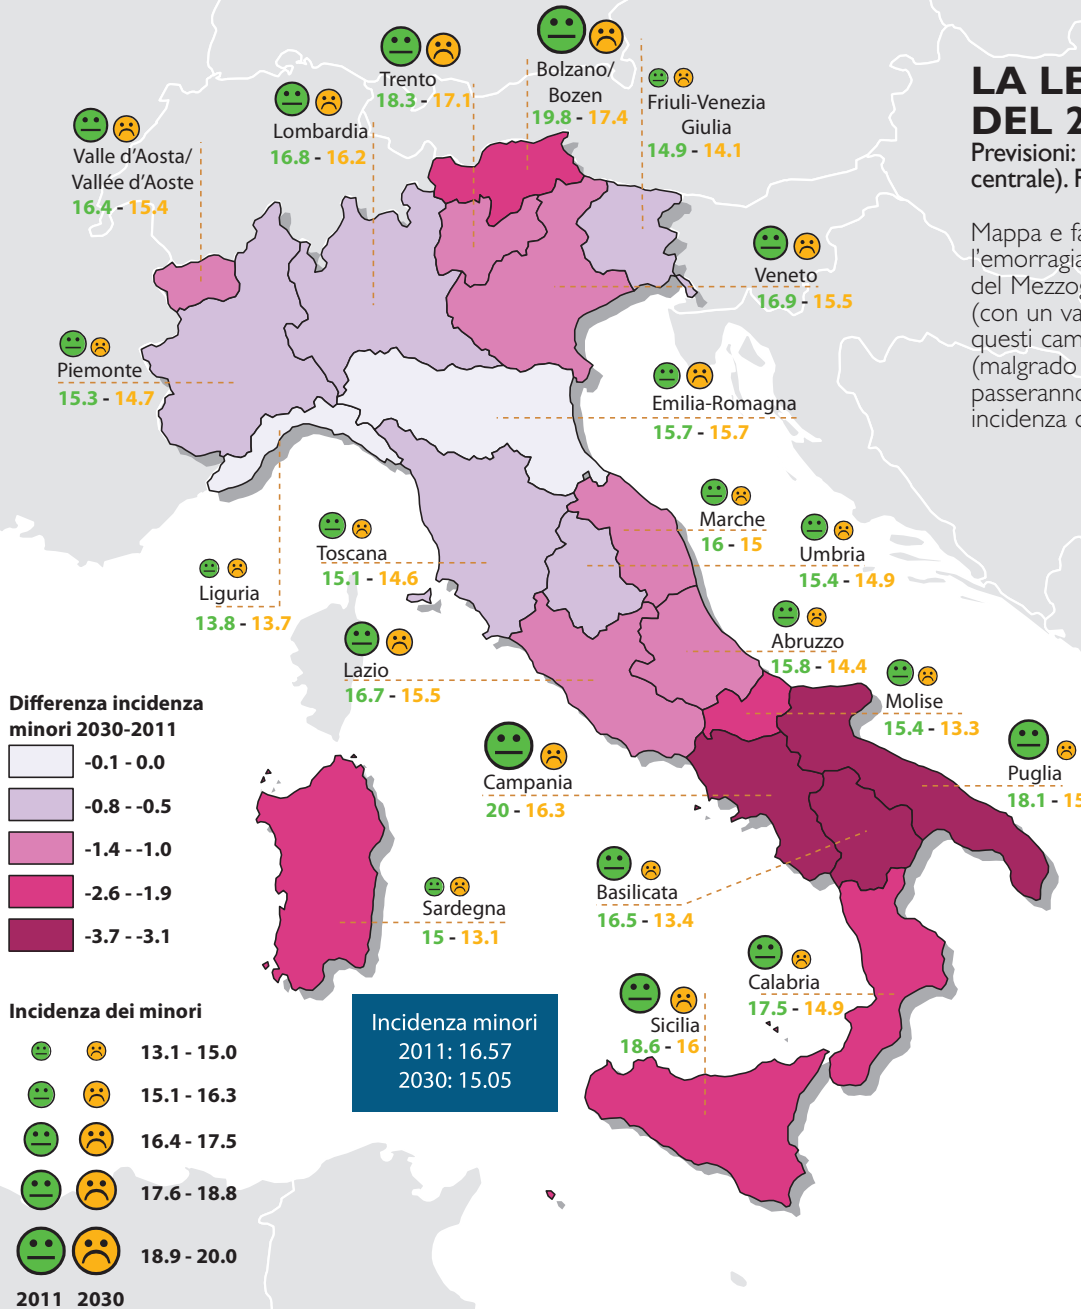 Trento
18.3 - 17.1
Bolzano/
Bozen
19.8 - 17.4
Friuli-Venezia
Giulia
14.9 - 14.1
Lombardia
16.8 - 16.2
Valle d'Aosta/
Vallée d'Aoste
16.4 - 15.4
Veneto
16.9 - 15.5
Piemonte
15.3 - 14.7
Emilia-Romagna
15.7 - 15.7
Marche
16 - 15
Umbria
15.4 - 14.9
Toscana
15.1 - 14.6
Liguria
13.8 - 13.7
Lazio
16.7 - 15.5
Abruzzo
15.8 - 14.4
Molise
15.4 - 13.3
Puglia
18.1 - 15
Campania
20 - 16.3
Basilicata
16.5 - 13.4
Sardegna
15 - 13.1
Calabria
17.5 - 14.9
Sicilia
18.6 - 16
LA LE
DEL 2
Previsioni:
centrale). F
Mappa e fa
l'emorragia
del Mezzog
(con un va
questi cam
(malgrado
passeranno
incidenza
Differenza incidenza
minori 2030-2011
-0.1 - 0.0
-0.8 - -0.5
-1.4 - -1.0
-2.6 - -1.9
-3.7 - -3.1
Incidenza dei minori
13.1 - 15.0
15.1 - 16.3
16.4 - 17.5
17.6 - 18.8
18.9 - 20.0
2011 2030
Incidenza minori
2011: 16.57
2030: 15.05